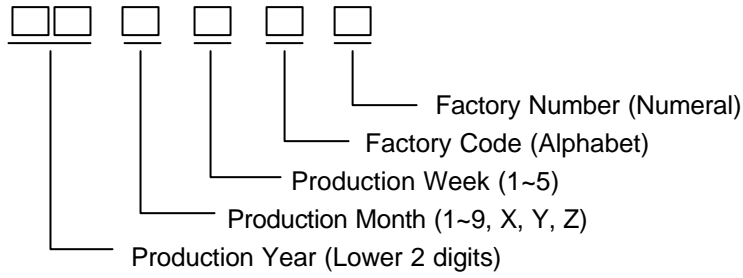 Factory Number (Numeral)
Factory Code (Alphabet)
Production Week (1~5)
Production Month (1~9, X, Y, Z)
Production Year (Lower 2 digits)